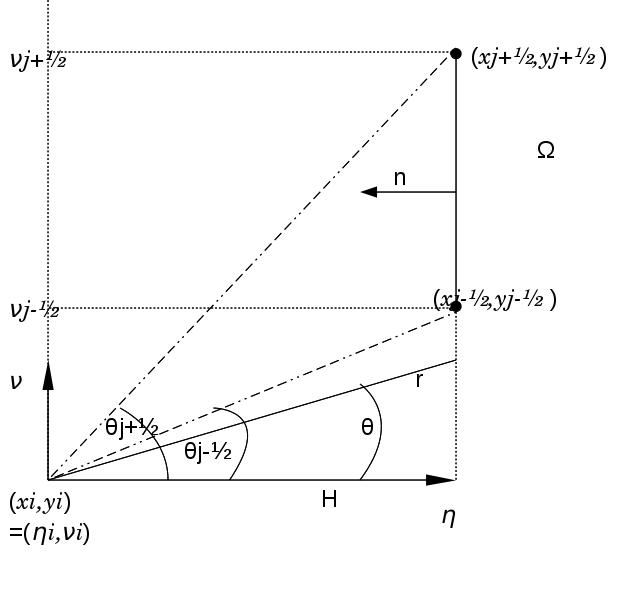 νj+½
(xj+½,yj+½ )
Ω
n
(xj-½,yj-½ )
νj-½
ν
r
θj+½
θ
θj-½
(xi,yi)
=(ηi,νi)
H
η